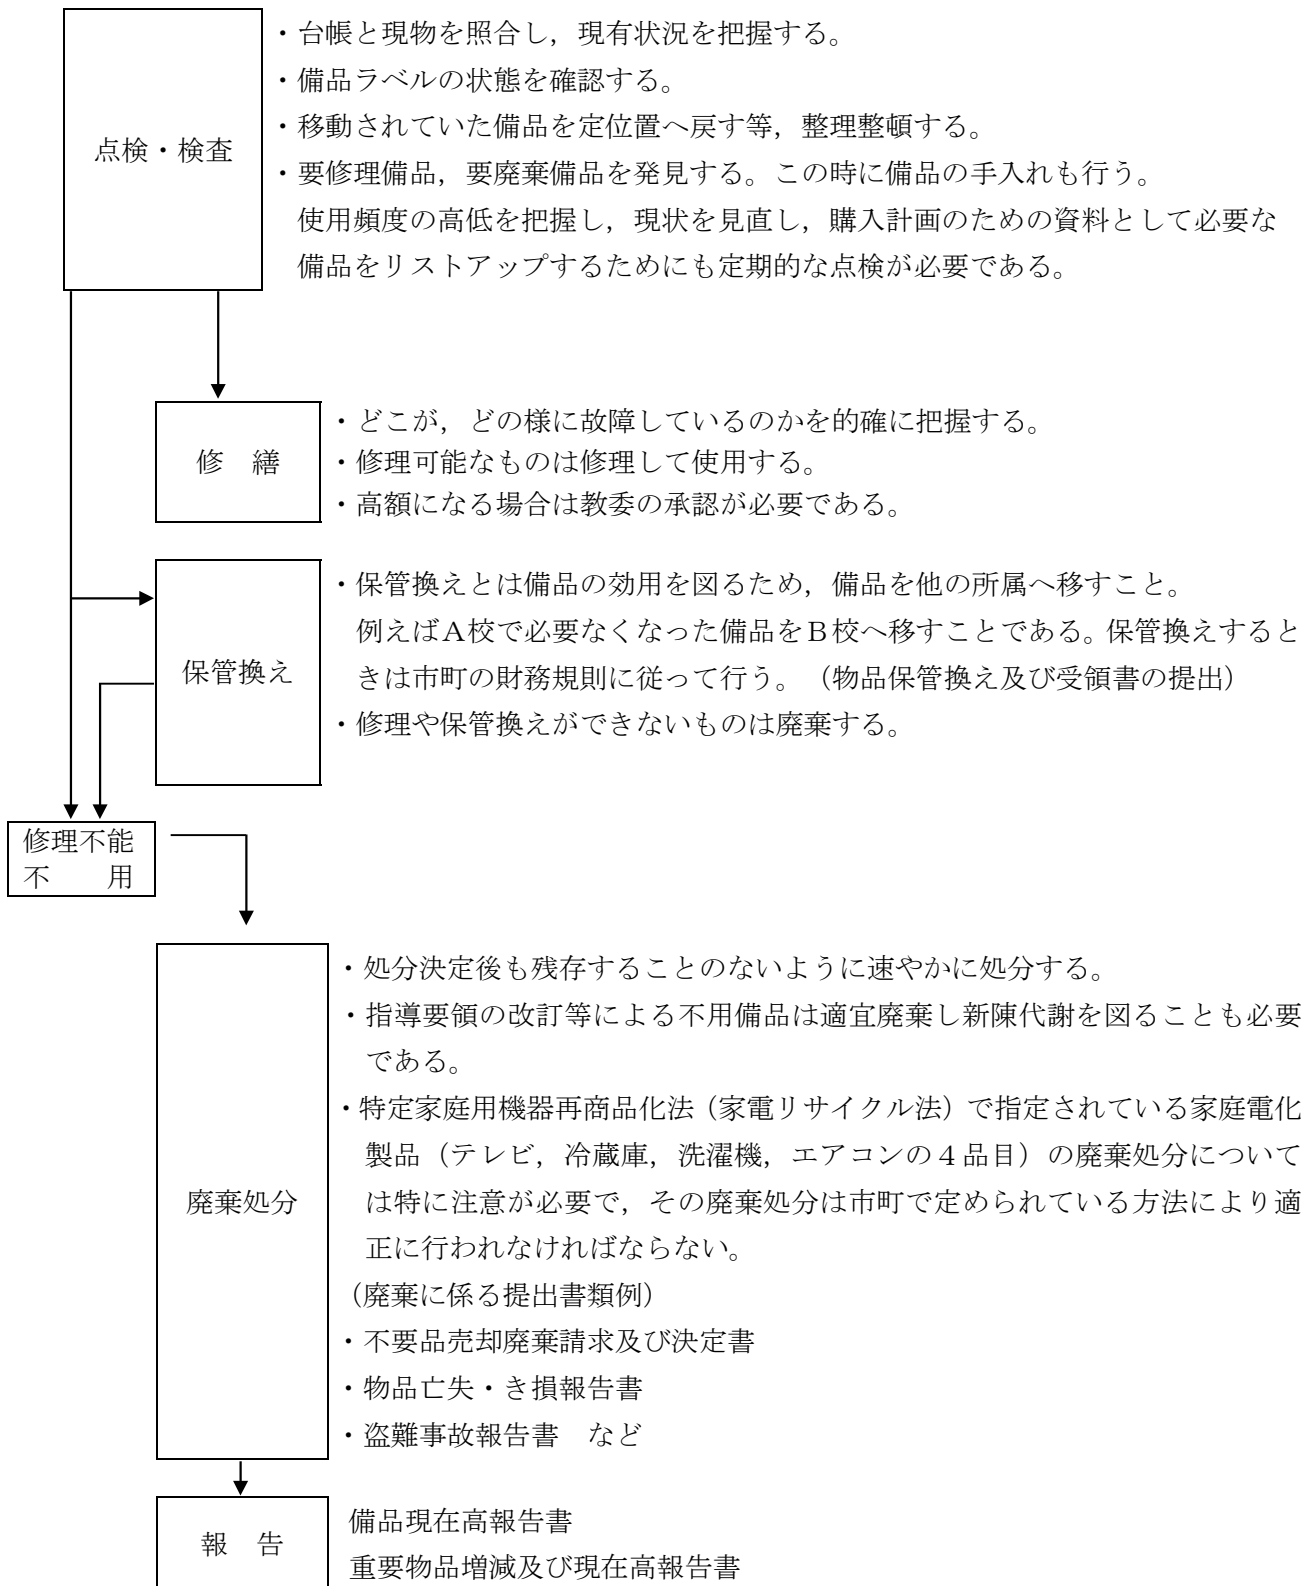 ・台帳と現物を照合し，現有状況を把握する。
・備品ラベルの状態を確認する。
・移動されていた備品を定位置へ戻す等，整理整頓する。
点検・検査
・要修理備品，要廃棄備品を発見する。この時に備品の手入れも行う。
使用頻度の高低を把握し，現状を見直し，購入計画のための資料として必要な
備品をリストアップするためにも定期的な点検が必要である。
・どこが，どの様に故障しているのかを的確に把握する。
修　繕
・修理可能なものは修理して使用する。
・高額になる場合は教委の承認が必要である。
・保管換えとは備品の効用を図るため，備品を他の所属へ移すこと。
例えばＡ校で必要なくなった備品をＢ校へ移すことである。保管換えすると
保管換え
きは市町の財務規則に従って行う。（物品保管換え及び受領書の提出）
・修理や保管換えができないものは廃棄する。
修理不能
不　　用
・処分決定後も残存することのないように速やかに処分する。
・指導要領の改訂等による不用備品は適宜廃棄し新陳代謝を図ることも必要
である。
・特定家庭用機器再商品化法（家電リサイクル法）で指定されている家庭電化
製品（テレビ，冷蔵庫，洗濯機，エアコンの４品目）の廃棄処分について
廃棄処分
は特に注意が必要で，その廃棄処分は市町で定められている方法により適
正に行われなければならない。
（廃棄に係る提出書類例）
・不要品売却廃棄請求及び決定書
・物品亡失・き損報告書
・盗難事故報告書　など
報　告
備品現在高報告書
重要物品増減及び現在高報告書